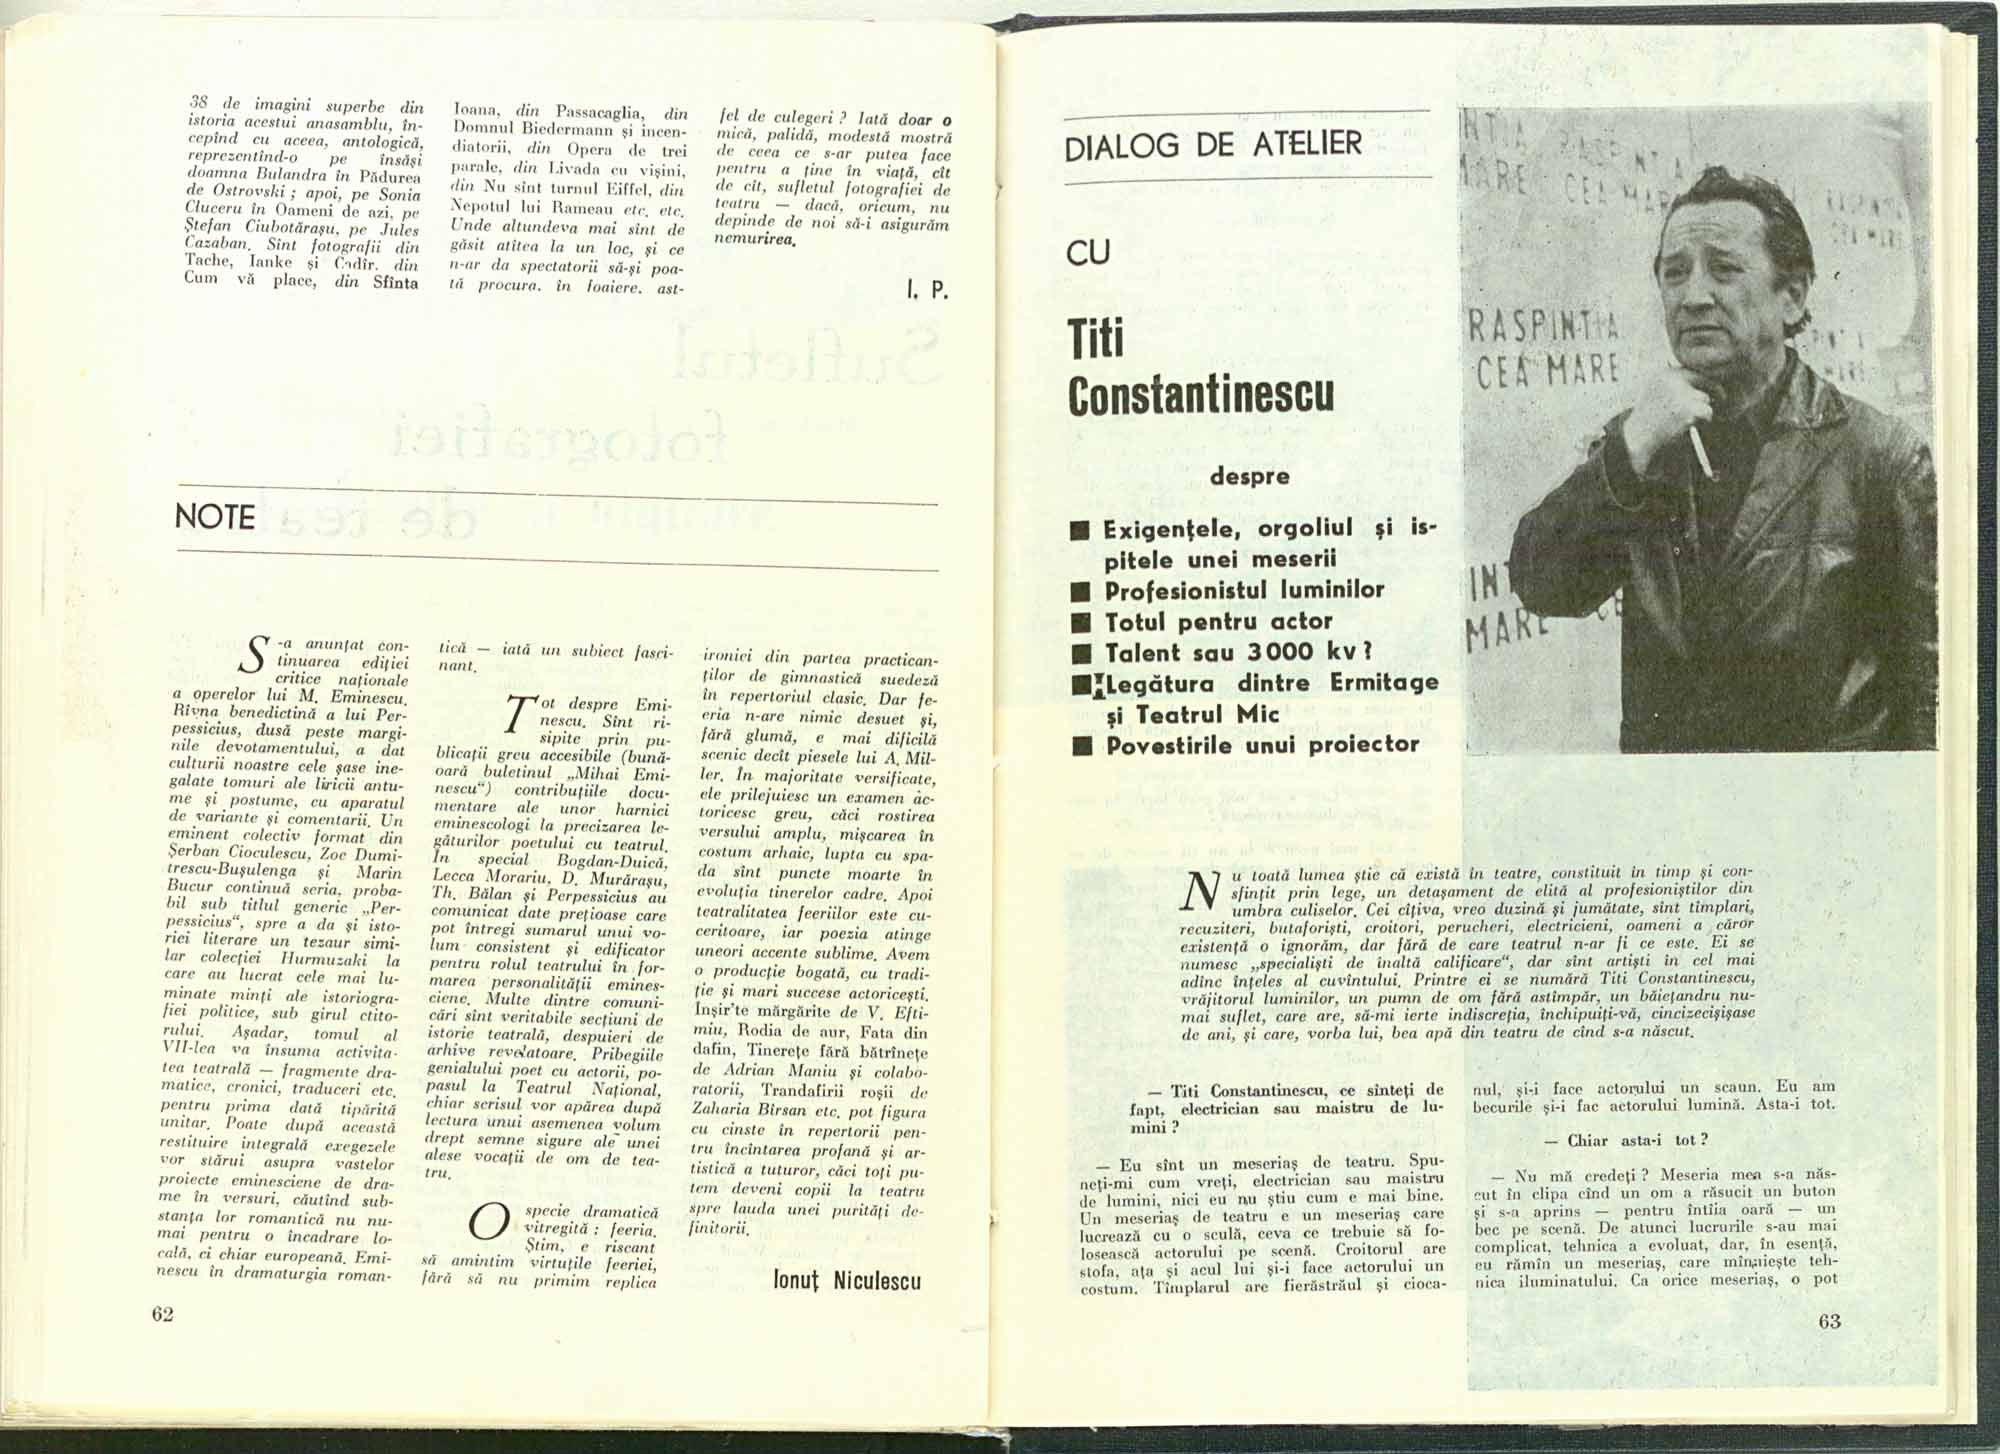 38 de imagini superbe din
istoria acestui anasamblu, în-
cepînd cu aceea, antologică,
reprezentînd-o pe însăși
doamna Bulandra în Pădurea
de Ostrovski ; apoi, pe Sonia
Cluceru în Oameni de azi, pe
Ștefan Ciubotărașu, pe Jules
Cazaban. Sînt fotografii din
Tache, Ianke și Cadîr, din
Cum vă place, din Sfînta
Ioana, din Passacaglia, din
Domnul Biedermann și incen-
diatorii, din Opera de trei
parale, din Livada cu vișini,
din Nu sînt turnul Eiffel, din
Nepotul lui Rameau etc. etc.
Unde altundeva mai sînt de
găsit atîtea la un loc, și ce
n-ar da spectatorii să-și poa-
tă procura, în foaiere, ast-
fel de culegeri ? Iată doar o
mică, palidă, modestă mostră
de ceea ce s-ar putea face
pentru a ține în viață, cît
de cît, sufletul fotografiei de
teatru — dacă, oricum, nu
depinde de noi să-i asigurăm
nemurirea.
I. P.
NOTE
S-a anunțat con-
tinuarea ediției
critice naționale
a operelor lui M. Eminescu.
Rîvna benedictină a lui Per-
pessicius, dusă peste margi-
nile devotamentului, a dat
culturii noastre cele șase ine-
galate tomuri ale liricii antu-
me și postume, cu aparatul
de variante și comentarii. Un
eminent colectiv format din
Șerban Cioculescu, Zoe Dumi-
trescu-Bușulenga și Marin
Bucur continuă seria, proba-
bil sub titlul generic „Per-
pessicius“, spre a da și isto-
riei literare un tezaur simi-
lar colecției Hurmuzaki la
care au lucrat cele mai lu-
minate minți ale istoriogra-
fiei politice, sub girul ctito-
rului. Așadar, tomul al
VII-lea va însuma activita-
tea teatrală — fragmente dra-
matice, cronici, traduceri etc.
pentru prima dată tipărită
unitar. Poate după această
restituire integrală exegezele
vor stărui asupra vastelor
proiecte eminesciene de dra-
me în versuri, căutînd sub-
stanța lor romantică nu nu-
mai pentru o încadrare lo-
cală, ci chiar europeană. Emi-
nescu în dramaturgia roman-
tică — iată un subiect fasci-
nant.
Tot despre Emi-
nescu. Sînt ri-
sipite prin pu-
blicații greu accesibile (bună-
oară buletinul „Mihai Emi-
nescu“) contribuțiile docu-
mentare ale unor harnici
eminescologi la precizarea le-
găturilor poetului cu teatrul.
În special Bogdan-Duică,
Lecca Morariu, D. Murărașu,
Th. Bălan și Perpessicius au
comunicat date prețioase care
pot întregi sumarul unui vo-
lum consistent și edificator
pentru rolul teatrului în for-
marea personalității emines-
ciene. Multe dintre comuni-
cări sînt veritabile secțiuni de
istorie teatrală, despuieri de
arhive revelatoare. Pribegiile
genialului poet cu actorii, po-
pasul la Teatrul Național,
chiar scrisul vor apărea după
lectura unui asemenea volum
drept semne sigure ale unei
alese vocații de om de tea-
tru.
O specie dramatică
vitregită : feeria.
Știm, e riscant
să amintim virtuțile feeriei,
fără să nu primim replica
ironiei din partea practican-
ților de gimnastică suedeză
în repertoriul clasic. Dar fe-
eria n-are nimic desuet și,
fără glumă, e mai dificilă
scenic decît piesele lui A. Mil-
ler. În majoritate versificate,
ele prilejuiesc un examen ac-
toricesc greu, căci rostirea
versului amplu, mișcarea în
costum arhaic, lupta cu spa-
da sînt puncte moarte în
evoluția tinerelor cadre. Apoi
teatralitatea feeriilor este cu-
ceritoare, iar poezia atinge
uneori accente sublime. Avem
o producție bogată, cu tradi-
ție și mari succese actoricești.
Înșir'te mărgărite de V. Efti-
miu, Rodia de aur, Fata din
dafin, Tinerețe fără bătrînețe
de Adrian Maniu și colabo-
ratorii, Trandafirii roșii de
Zaharia Bîrsan etc. pot figura
cu cinste în repertorii pen-
tru încîntarea profană și ar-
tistică a tuturor, căci toți pu-
tem deveni copii la teatru
spre lauda unei purități de-
finitorii.
Ionuț Niculescu
62
DIALOG DE ATELIER
CU
Titi
Constantinescu
despre
■ Exigențele, orgoliul și is-
pitele unei meserii
■ Profesionistul luminilor
■ Totul pentru actor
■ Talent sau 3000 kv?
■ Legătura dintre Ermitage
și Teatrul Mic
■ Povestirile unui proiector
RASPINTIA
CEA MARE
Nu toată lumea știe că există în teatre, constituit în timp și con-
sfințit prin lege, un detașament de elită al profesioniștilor din
umbra culiselor. Cei cîțiva, vreo duzină și jumătate, sînt tîmplari,
recuziteri, butaforiști, croitori, perucheri, electricieni, oameni a căror
existență o ignorăm, dar fără de care teatrul n-ar fi ce este. Ei se
numesc „specialiști de înaltă calificare“, dar sînt artiști în cel mai
adînc înțeles al cuvîntului. Printre ei se numără Titi Constantinescu,
vrăjitorul luminilor, un pumn de om fără astîmpăr, un băiețandru nu-
mai suflet, care are, să-mi ierte indiscreția, închipuiți-vă, cincizecișișase
de ani, și care, vorba lui, bea apă din teatru de cînd s-a născut.
— Titi Constantinescu, ce sînteți de
fapt, electrician sau maistru de lu-
mini ?
— Eu sînt un meseriaș de teatru. Spu-
neți-mi cum vreți, electrician sau maistru
de lumini, nici eu nu știu cum e mai bine.
Un meseriaș de teatru e un meseriaș care
lucrează cu o sculă, ceva ce trebuie să fo-
losească actorului pe scenă. Croitorul are
stofa, ața și acul lui și-i face actorului un
costum. Tîmplarul are fierăstrăul și cioca-
nul, și-i face actorului un scaun. Eu am
becurile și-i fac actorului lumină. Asta-i tot.
— Chiar asta-i tot ?
— Nu mă credeți ? Meseria mea s-a năs-
cut în clipa cînd un om a răsucit un buton
și s-a aprins — pentru întîia oară — un
bec pe scenă. De atunci lucrurile s-au mai
complicat, tehnica a evoluat, dar, în esență,
eu rămîn un meseriaș, care mînuiește teh-
nica iluminatului. Ca orice meseriaș, o pot
63